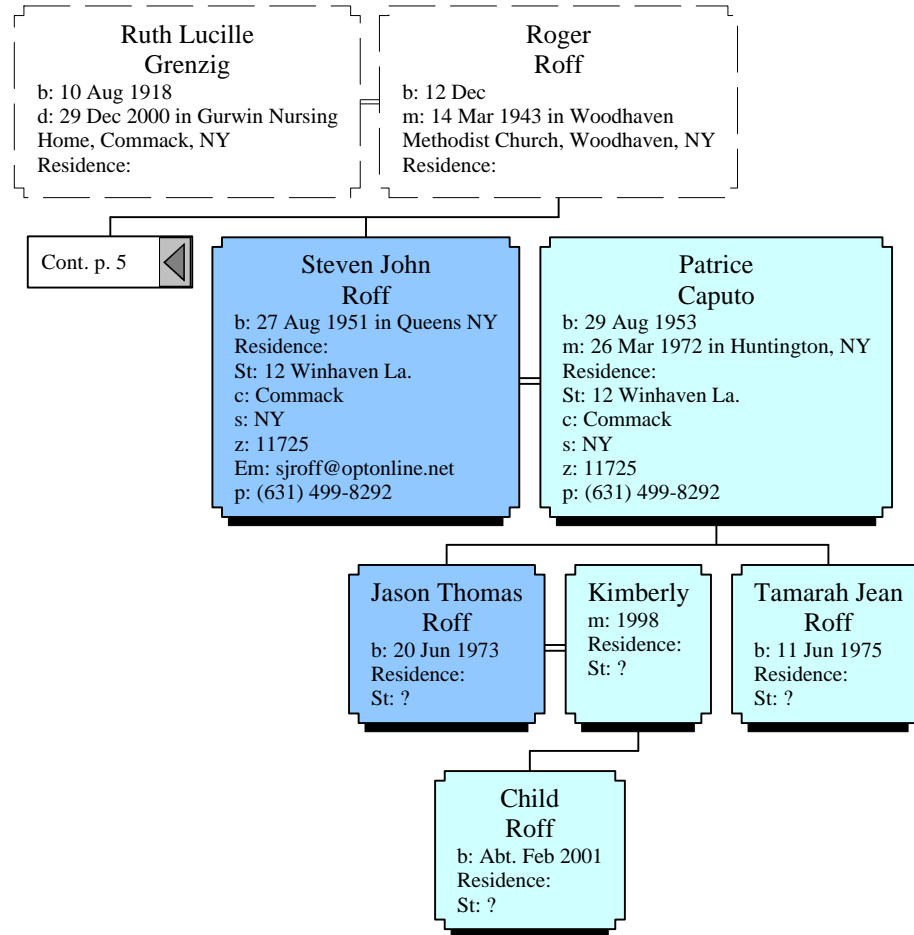 Ruth Lucille
Grenzig
b: 10 Aug 1918
d: 29 Dec 2000 in Gurwin Nursing
Home, Commack, NY
Residence:
Roger
Roff
b: 12 Dec
m: 14 Mar 1943 in Woodhaven
Methodist Church, Woodhaven, NY
Residence:
Cont. p. 5
Steven John
Roff
b: 27 Aug 1951 in Queens NY
Residence:
St: 12 Winhaven La.
c: Commack
s: NY
z: 11725
Em: sjroff@optonline.net
p: (631) 499-8292
Patrice
Caputo
b: 29 Aug 1953
m: 26 Mar 1972 in Huntington, NY
Residence:
St: 12 Winhaven La.
c: Commack
s: NY
z: 11725
p: (631) 499-8292
Jason Thomas
Roff
b: 20 Jun 1973
Residence:
St: ?
Kimberly
m: 1998
Residence:
St: ?
Tamarah Jean
Roff
b: 11 Jun 1975
Residence:
St: ?
Child
Roff
b: Abt. Feb 2001
Residence:
St: ?